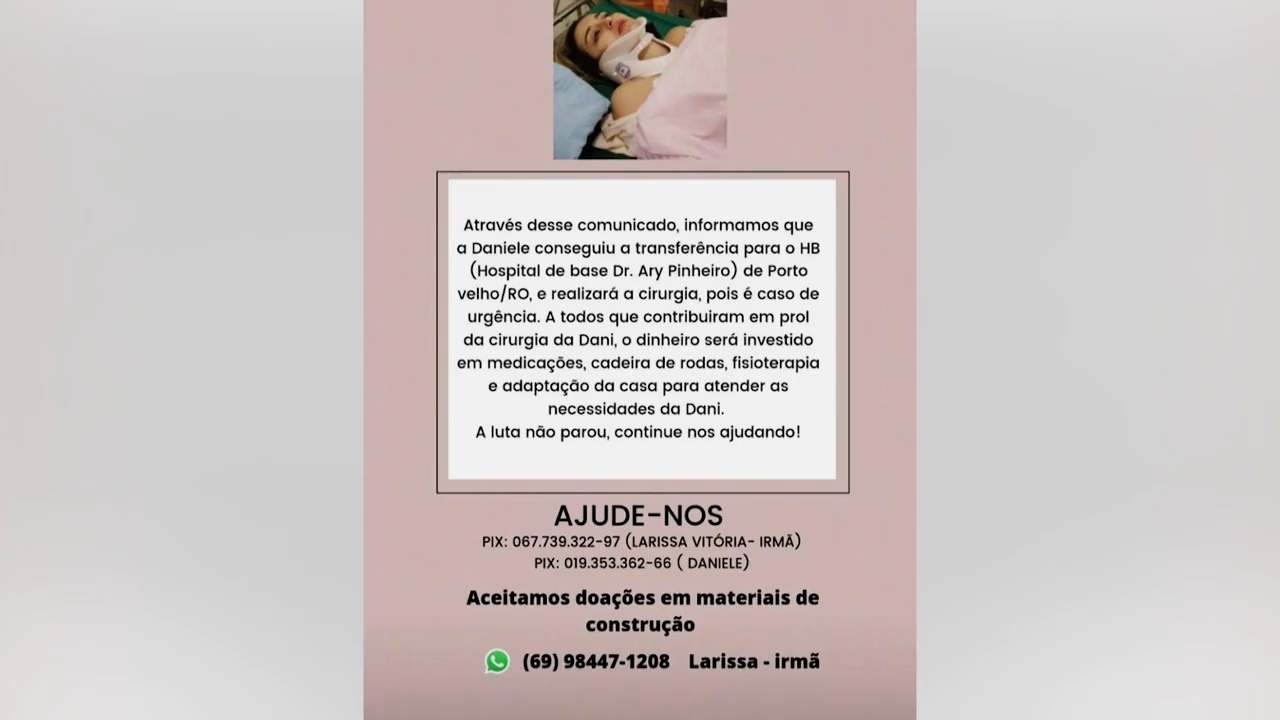 Através desse comunicado, informamos que
a Daniele conseguiu a transferência para o HB
(Hospital de base Dr. Ary Pinheiro) de Porto
velho/RO, e realizará a cirurgia, pois é caso de
urgência. A todos que contribuiram em prol
da cirurgia da Dani, o dinheiro será investido
em medicações, cadeira de rodas, fisioterapia
e adaptação da casa para atender as
necessidades da Dani.
A luta não parou, continue nos ajudando!
AJUDE-NOS
PIX: 067.739.322-97 (LARISSA VITÓRIA- IRMÃ)
PIX: 019.353.362-66 ( DANIELE)
Aceitamos doações em materiais de
construção
(69) 98447-1208 Larissa - irmã